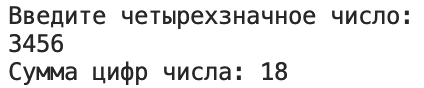 Введите четырехзначное число:
3456
Сумма цифр числа: 18